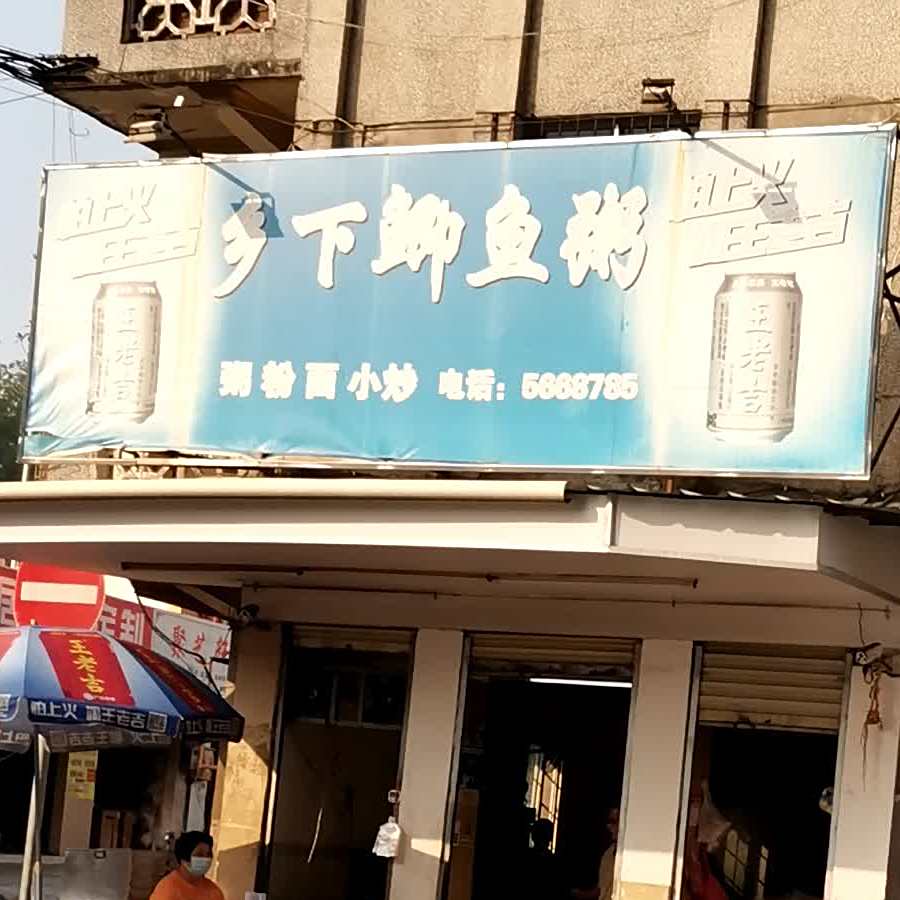 怕上火
王老吉
乡下鲫鱼粥
怕上火
王老吉
王老吉
王老吉
粥 粉 面 小炒 电话：5668785
王老吉
怕上火 喝王老吉